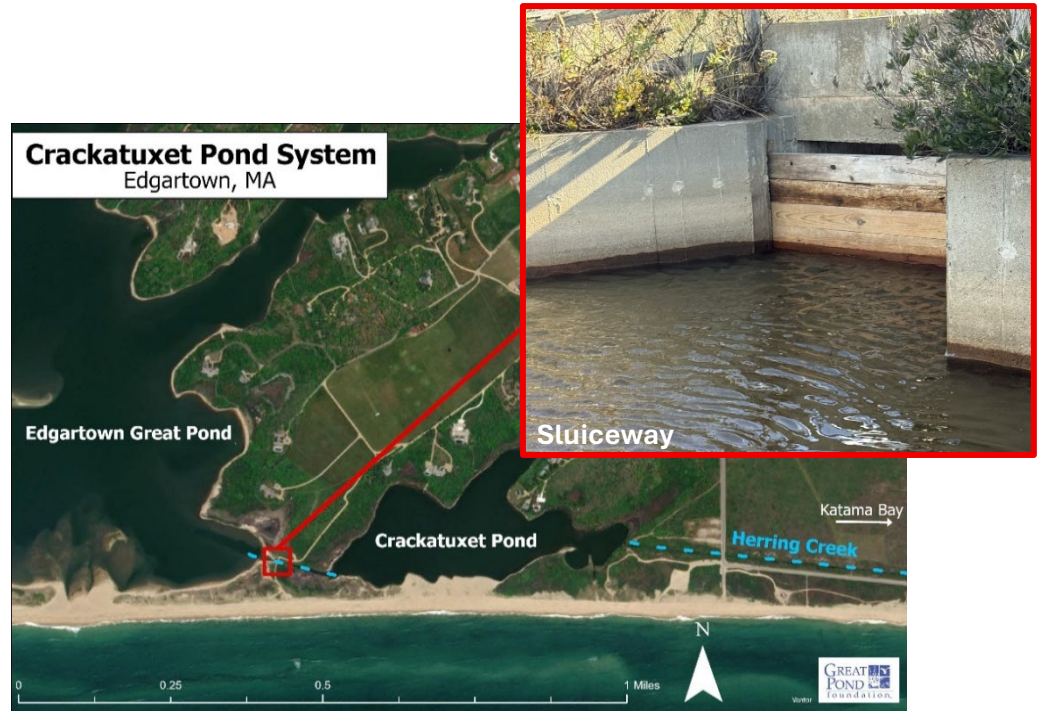 Crackatuxet Pond System
Edgartown, MA
Sluiceway
Edgartown Great Pond
Katama Bay
Crackatuxet Pond
Herring Creek
N
0
0.25
0.5
1 Miles
Vantor
GREAT
POND
foundation